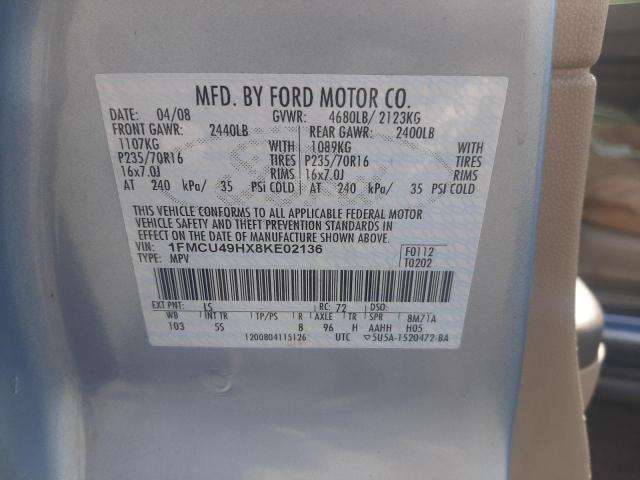 MFD. BY FORD MOTOR CO.
DATE: 04/08 GVWR: 4680LB/ 2123KG
FRONT GAWR: 2440LB REAR GAWR: 2400LB
1107KG WITH 1089KG WITH
P235/70R16 TIRES P235/70R16 TIRES
16x7.0J RIMS 16x7.0J RIMS
AT 240 kPa/ 35 PSI COLD AT 240 kPa/ 35 PSI COLD
THIS VEHICLE CONFORMS TO ALL APPLICABLE FEDERAL MOTOR
VEHICLE SAFETY AND THEFT PREVENTION STANDARDS IN
EFFECT ON THE DATE OF MANUFACTURE SHOWN ABOVE.
VIN: 1FMCU49HX8KE02136 F0112
TYPE: MPV T0202
EXT PNT: IS RC: 72 DSO:
WB INT TR TP/PS R AXLE TR SPR 8M71A
103 5S 8 96 H AAHH H05
120080411512‌6 UTC ▽5U5A-1520472-BA